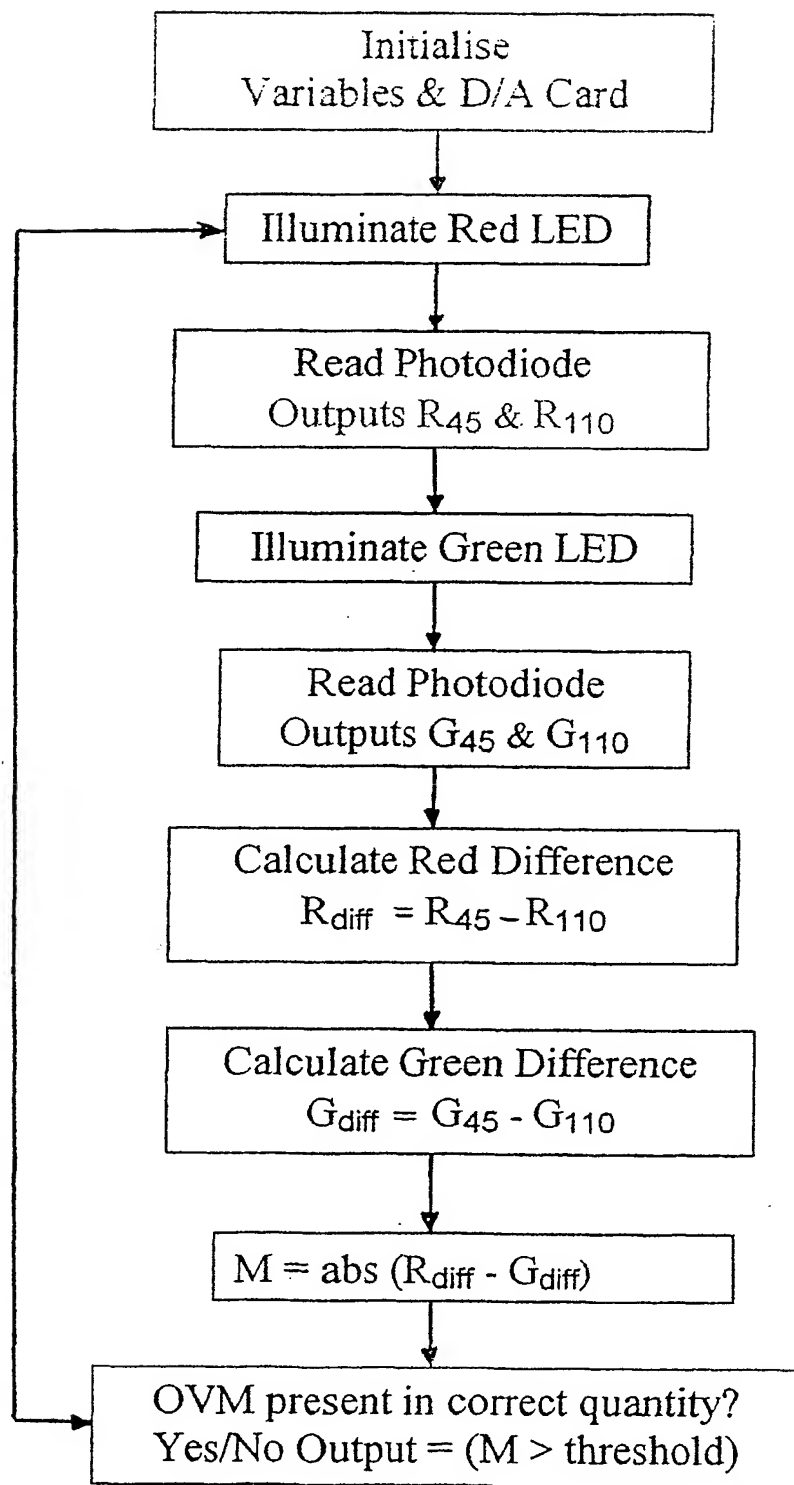 Initialise
Variables & D/A Card
Illuminate Red LED
Read Photodiode
Outputs R45 & R110
Illuminate Green LED
Read Photodiode
Outputs G45 & G110
Calculate Red Difference
Rdiff = R45 – R110
Calculate Green Difference
Gdiff = G45 - G110
M = abs (Rdiff - Gdiff)
OVM present in correct quantity?
Yes/No Output = (M > threshold)